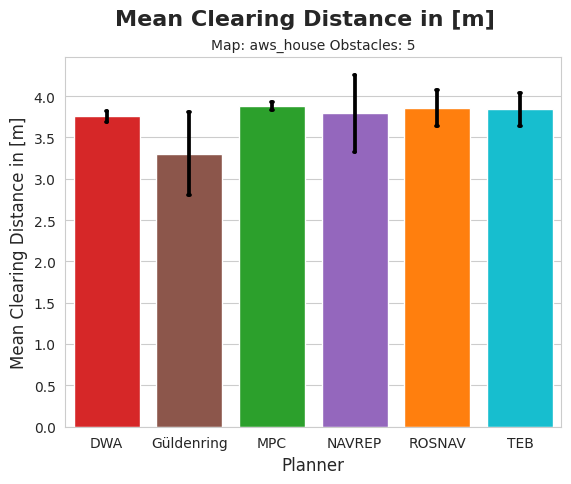 Mean Clearing Distance in [m]
Map: aws_house Obstacles: 5
Mean Clearing Distance in [m]
4.0
3.5
3.0
2.5
2.0
1.5
1.0
0.5
0.0
DWA Güldenring MPC NAVREP ROSNAV TEB
Planner